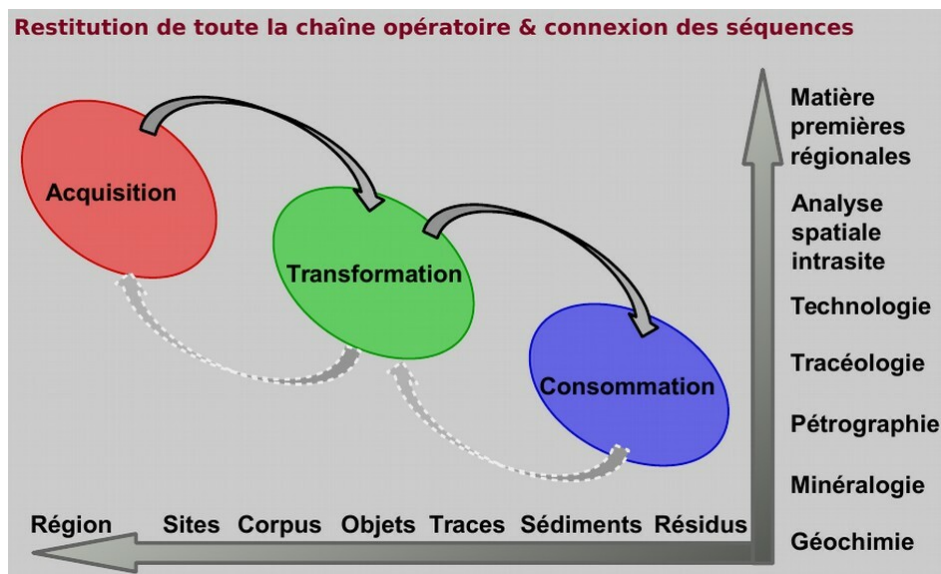 Restitution de toute la chaîne opératoire & connexion des séquences
Acquisition
Transformation
Consommation
Matière
premières
régionales
Analyse
spatiale
intrasite
Technologie
Tracéologie
Pétrographie
Minéralogie
Géochimie
Région Sites Corpus Objets Traces Sédiments Résidus